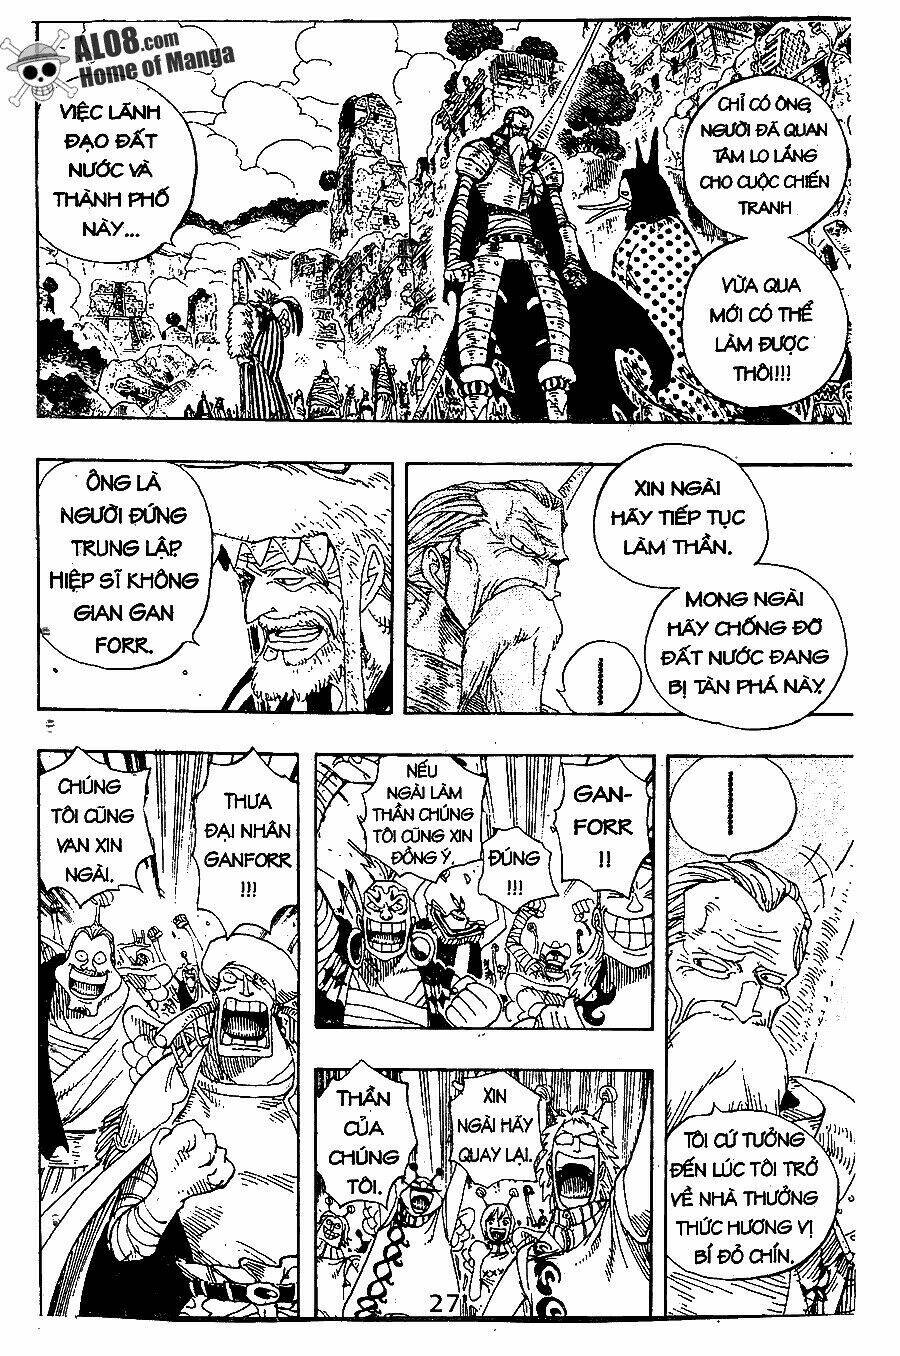 AL08.com
Home of Manga
CHỈ CÓ ÔNG,
NGƯỜI ĐÃ QUAN
TÂM LO LẮNG
CHO CUỘC CHIẾN
TRANH
VỪA QUA
MỚI CÓ THỂ
LÀM ĐƯỢC
THÔI!!!
VIỆC LÃNH
ĐẠO ĐẤT
NƯỚC VÀ
THÀNH PHỐ
NÀY...
XIN NGÀI
HÃY TIẾP TỤC
LÀM THẦN.
MONG NGÀI
HÃY CHỐNG ĐỠ
ĐẤT NƯỚC ĐANG
BỊ TÀN PHÁ NÀY.
ÔNG LÀ
NGƯỜI ĐỨNG
TRUNG LẬP.
HIỆP SĨ KHÔNG
GIAN GAN
FORR.
TÔI CỨ TƯỞNG
ĐẾN LÚC TÔI TRỞ
VỀ NHÀ THƯỞNG
THỨC HƯƠNG VỊ
BÍ ĐỎ CHÍN.
GAN-
FORR
!!
ĐÚNG
!!!
NẾU
NGÀI LÀM
THẦN CHÚNG
TÔI CŨNG XIN
ĐỒNG Ý.
XIN
NGÀI HÃY
QUAY LẠI.
THẦN
CỦA
CHÚNG
TÔI.
THƯA
ĐẠI NHÂN
GANFORR
!!!
CHÚNG
TÔI CŨNG
VAN XIN
NGÀI.
27